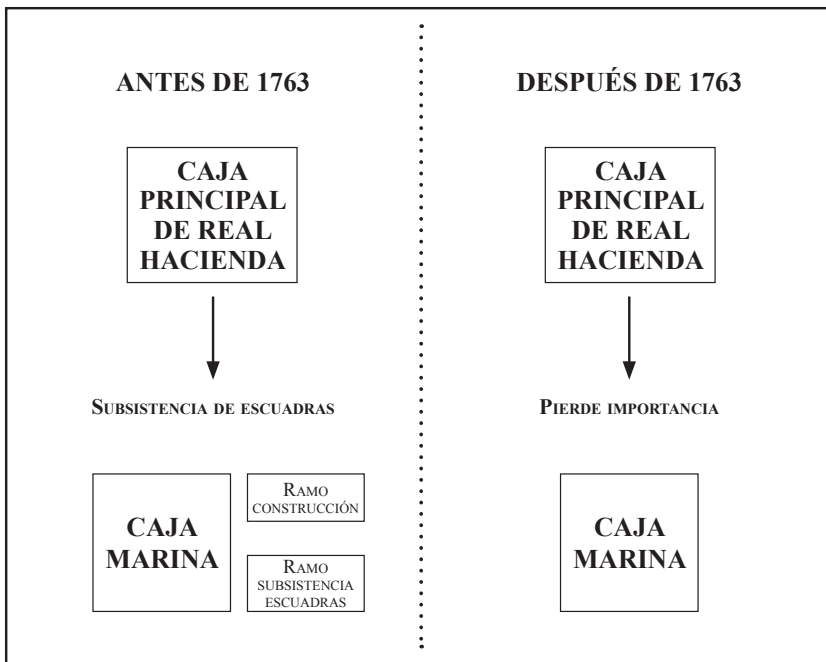 ANTES DE 1763
CAJA
PRINCIPAL
DE REAL
HACIENDA
SUBSISTENCIA DE ESCUADRAS
CAJA
MARINA
RAMO
CONSTRUCCIÓN
RAMO
SUBSISTENCIA
ESCUADRAS
DESPUÉS DE 1763
CAJA
PRINCIPAL
DE REAL
HACIENDA
PIERDE IMPORTANCIA
CAJA
MARINA